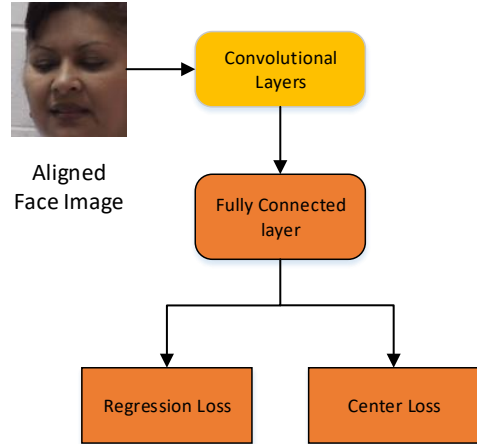 Convolutional
Layers
Aligned
Face Image
Fully Connected
layer
Regression Loss
Center Loss